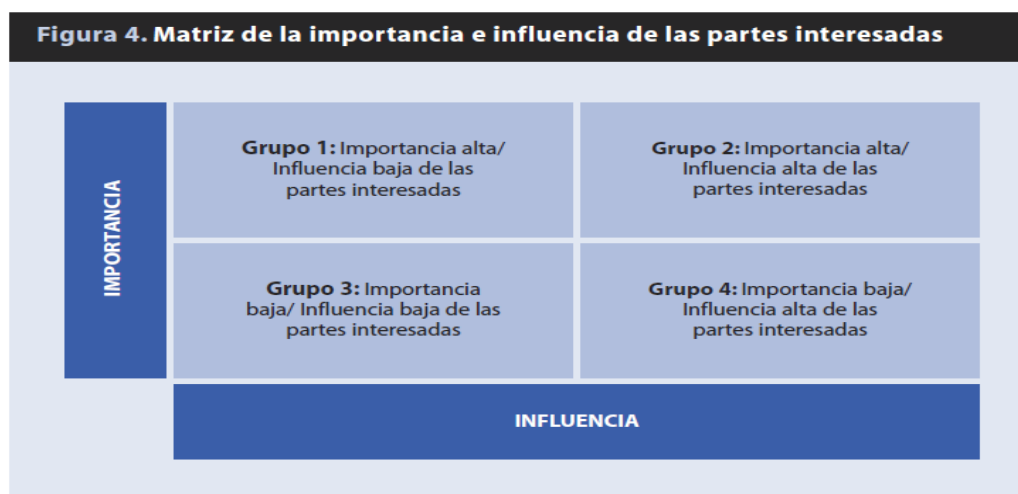 Figura 4. Matriz de la importancia e influencia de las partes interesadas
IMPORTANCIA
Grupo 1: Importancia alta/
Influencia baja de las
partes interesadas
Grupo 2: Importancia alta/
Influencia alta de las
partes interesadas
Grupo 3: Importancia
baja/ Influencia baja de las
partes interesadas
Grupo 4: Importancia baja/
Influencia alta de las
partes interesadas
INFLUENCIA